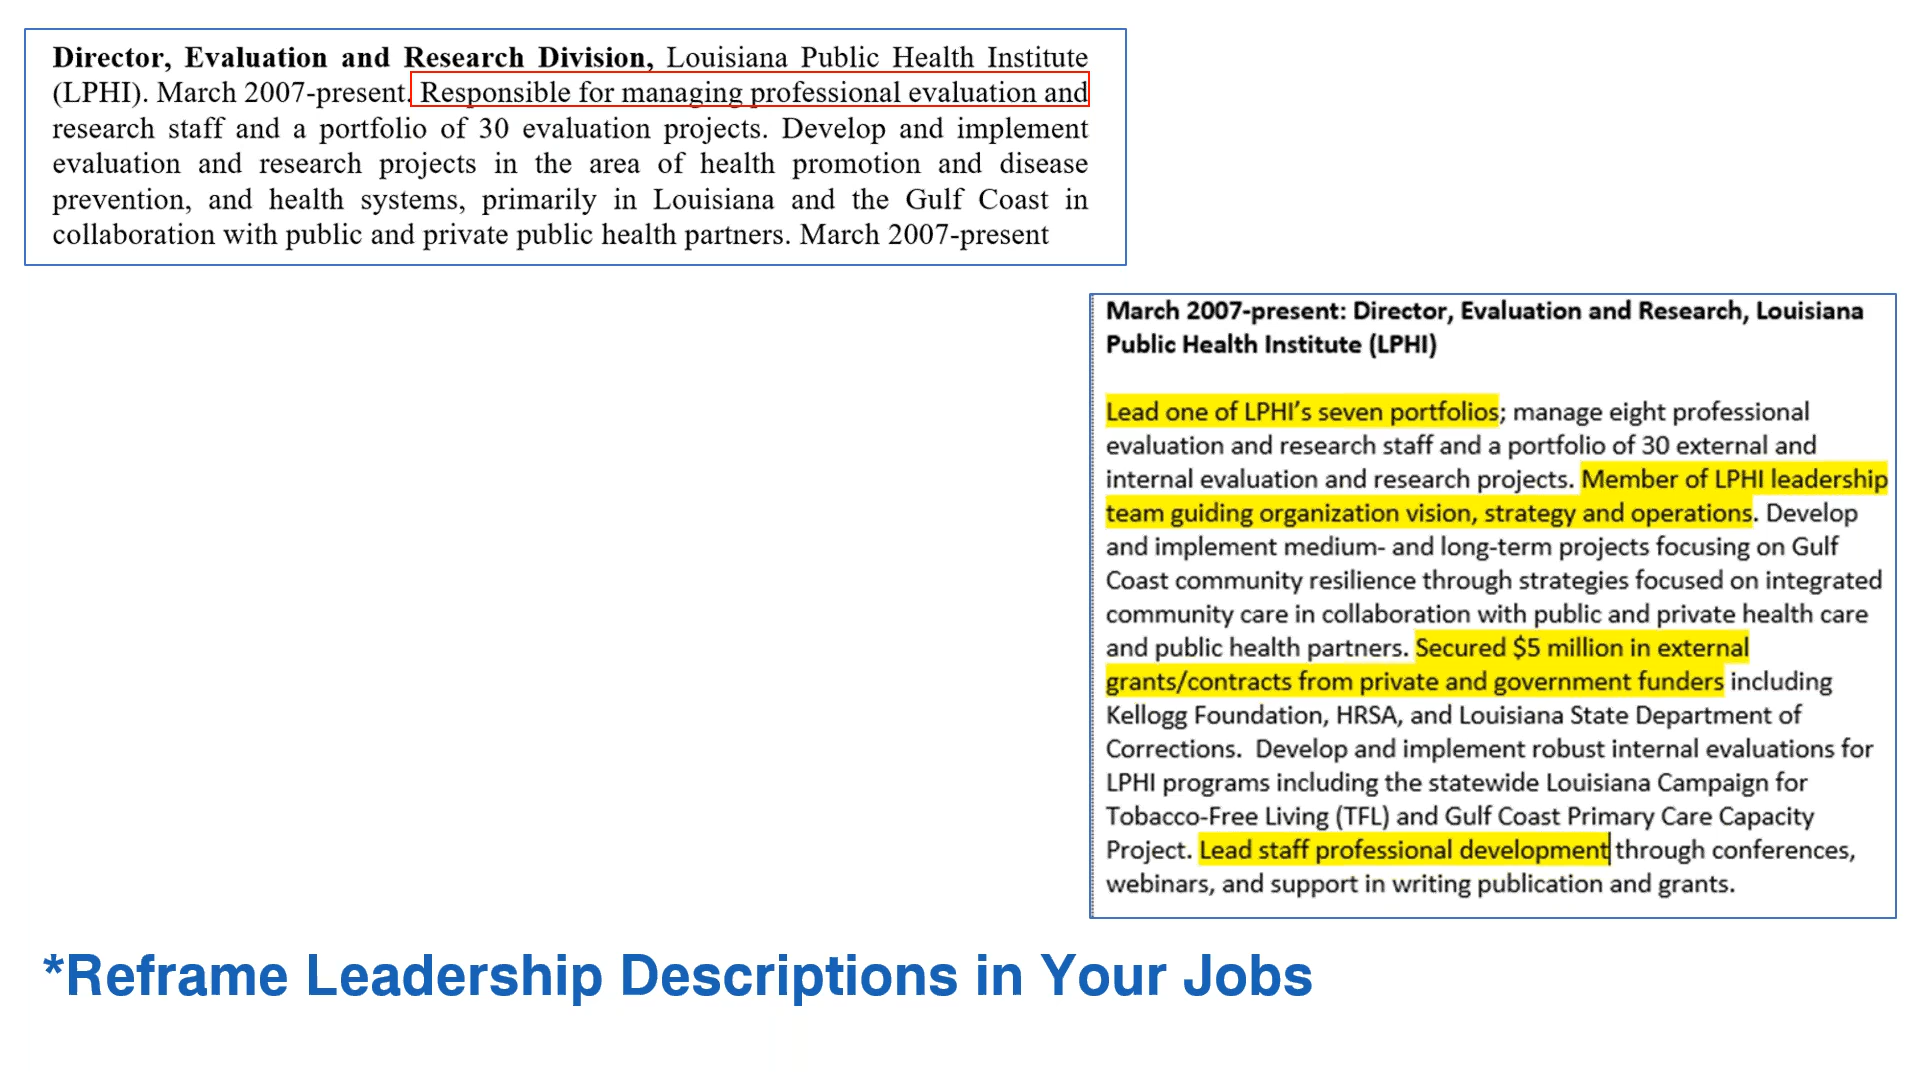 Director, Evaluation and Research Division, Louisiana Public Health Institute
(LPHI). March 2007-present. Responsible for managing professional evaluation and
research staff and a portfolio of 30 evaluation projects. Develop and implement
evaluation and research projects in the area of health promotion and disease
prevention, and health systems, primarily in Louisiana and the Gulf Coast in
collaboration with public and private public health partners. March 2007-present
March 2007-present: Director, Evaluation and Research, Louisiana
Public Health Institute (LPHI)
Lead one of LPHI’s seven portfolios; manage eight professional
evaluation and research staff and a portfolio of 30 external and
internal evaluation and research projects. Member of LPHI leadership
team guiding organization vision, strategy and operations. Develop
and implement medium- and long-term projects focusing on Gulf
Coast community resilience through strategies focused on integrated
community care in collaboration with public and private health care
and public health partners. Secured $5 million in external
grants/contracts from private and government funders including
Kellogg Foundation, HRSA, and Louisiana State Department of
Corrections.  Develop and implement robust internal evaluations for
LPHI programs including the statewide Louisiana Campaign for
Tobacco-Free Living (TFL) and Gulf Coast Primary Care Capacity
Project. Lead staff professional development through conferences,
webinars, and support in writing publication and grants.
*Reframe Leadership Descriptions in Your Jobs